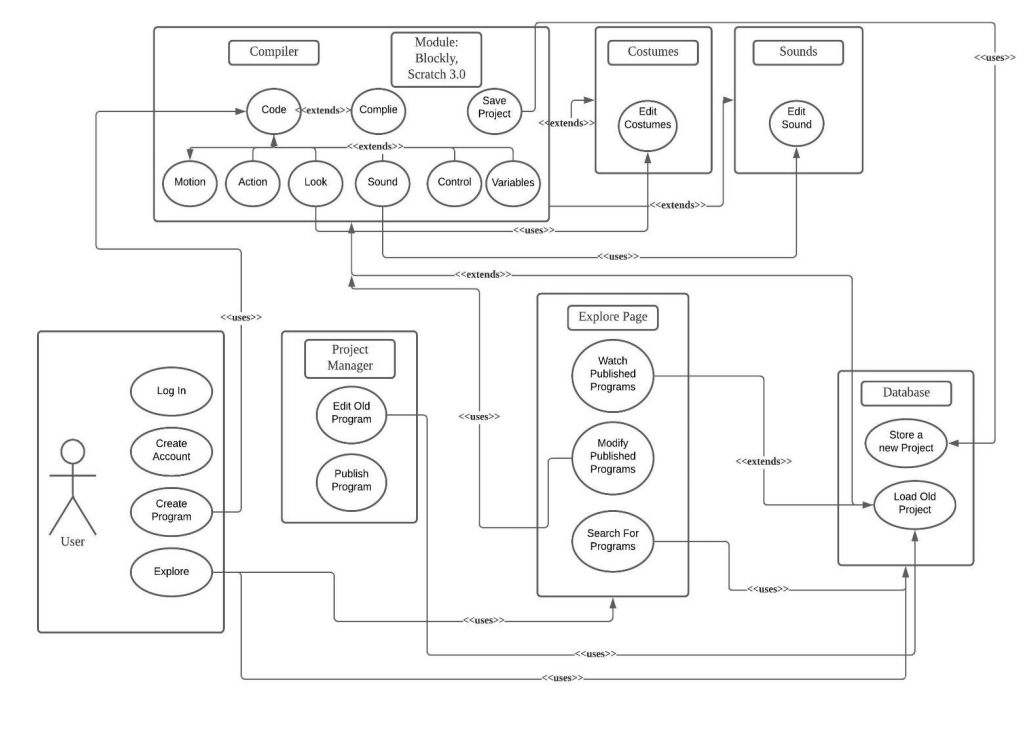 Compiler
Module:
Blockly,
Scratch 3.0
Costumes
Sounds
<<uses>>
Code
<<extends>>
Complie
Save
Project
<<extends>>
Edit
Costumes
Edit
Sound
<<extends>>
Motion
Action
Look
Sound
Control
Variables
<<extends>>
<<uses>>
<<uses>>
<<extends>>
<<uses>>
Explore Page
Project
Manager
Watch
Published
Programs
Log In
Database
Edit Old
Program
<<uses>>
Create
Account
Store a
new Project
Modify
Published
Programs
<<extends>>
Publish
Program
Create
Program
Load Old
Project
User
Search For
Programs
Explore
<<uses>>
<<uses>>
<<uses>>
<<uses>>